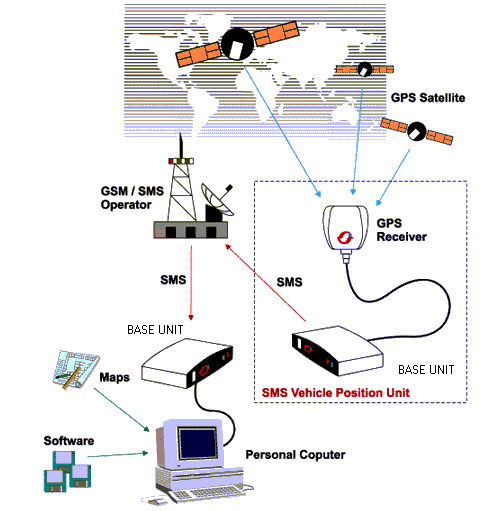 GPS Satellite
GSM / SMS
Operator
GPS
Receiver
SMS
SMS
BASE UNIT
BASE UNIT
SMS Vehicle Position Unit
Maps
Software
Personal Coputer